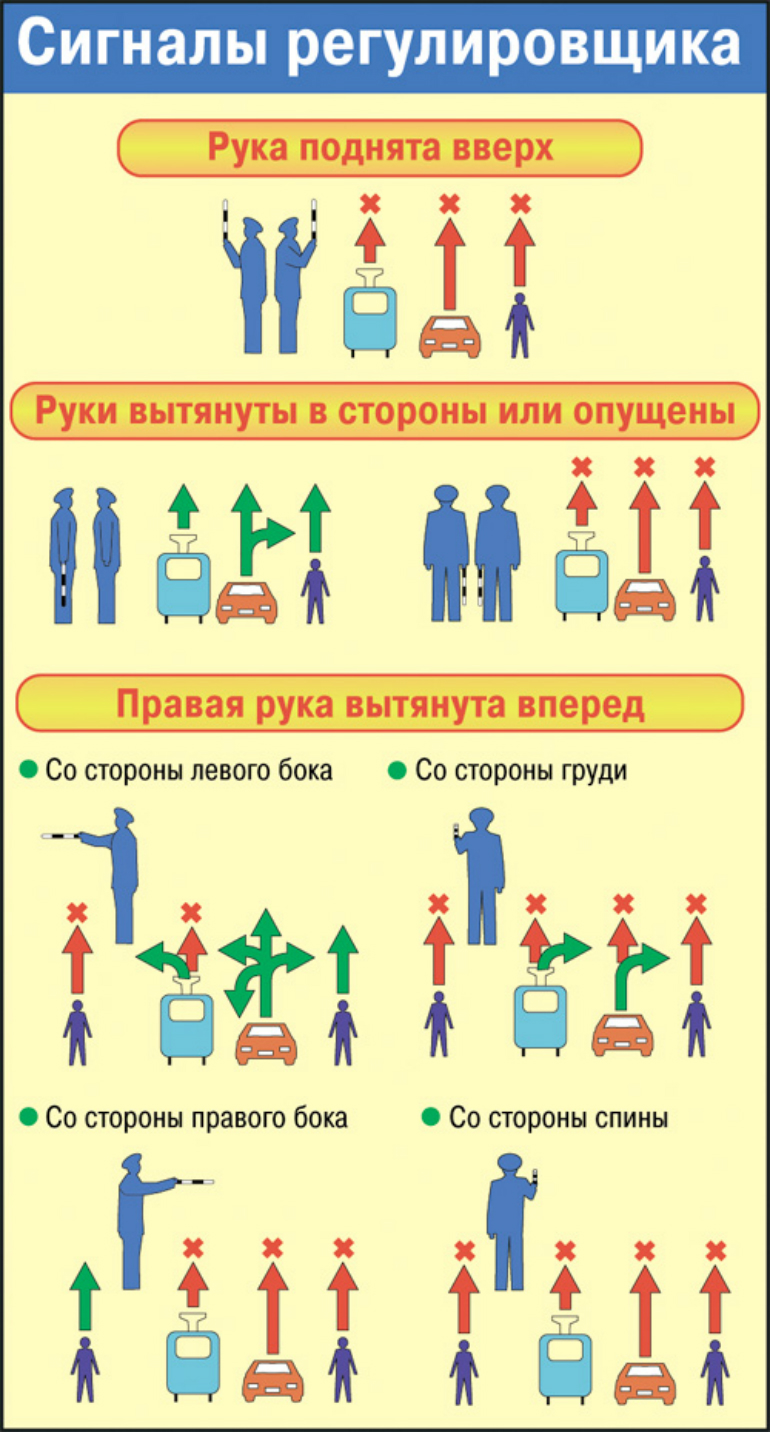 Сигналы регулировщика
Рука поднята вверх
Руки вытянуты в стороны или опущены
Правая рука вытянута вперед
Со стороны левого бока
Со стороны груди
Со стороны правого бока
Со стороны спины